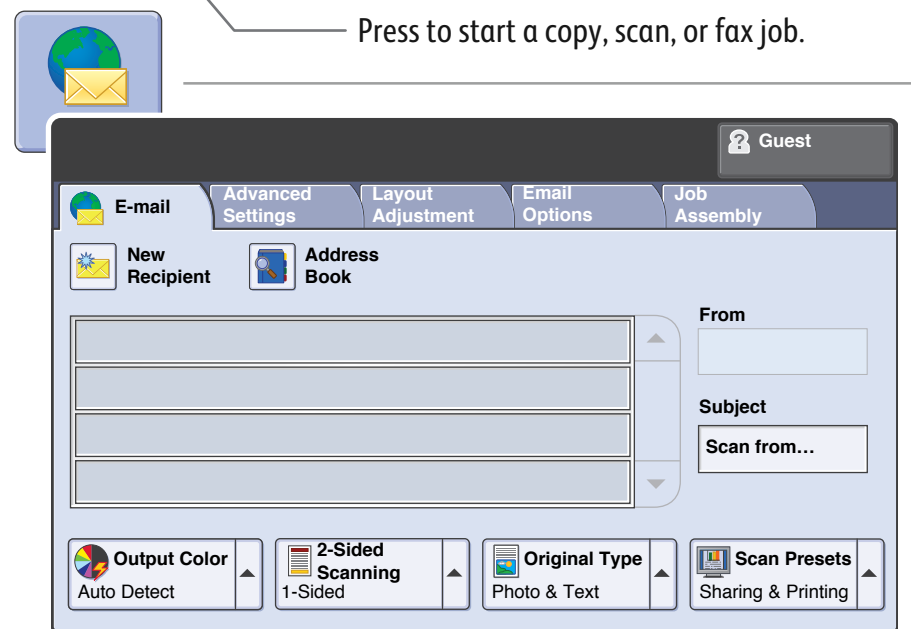 Press to start a copy, scan, or fax job.
Guest
E-mail
Advanced
Settings
Layout
Adjustment
Email
Options
Job
Assembly
New
Recipient
Address
Book
From
Subject
Scan from...
Output Color
Auto Detect
2-Sided
Scanning
1-Sided
Original Type
Photo & Text
Scan Presets
Sharing & Printing